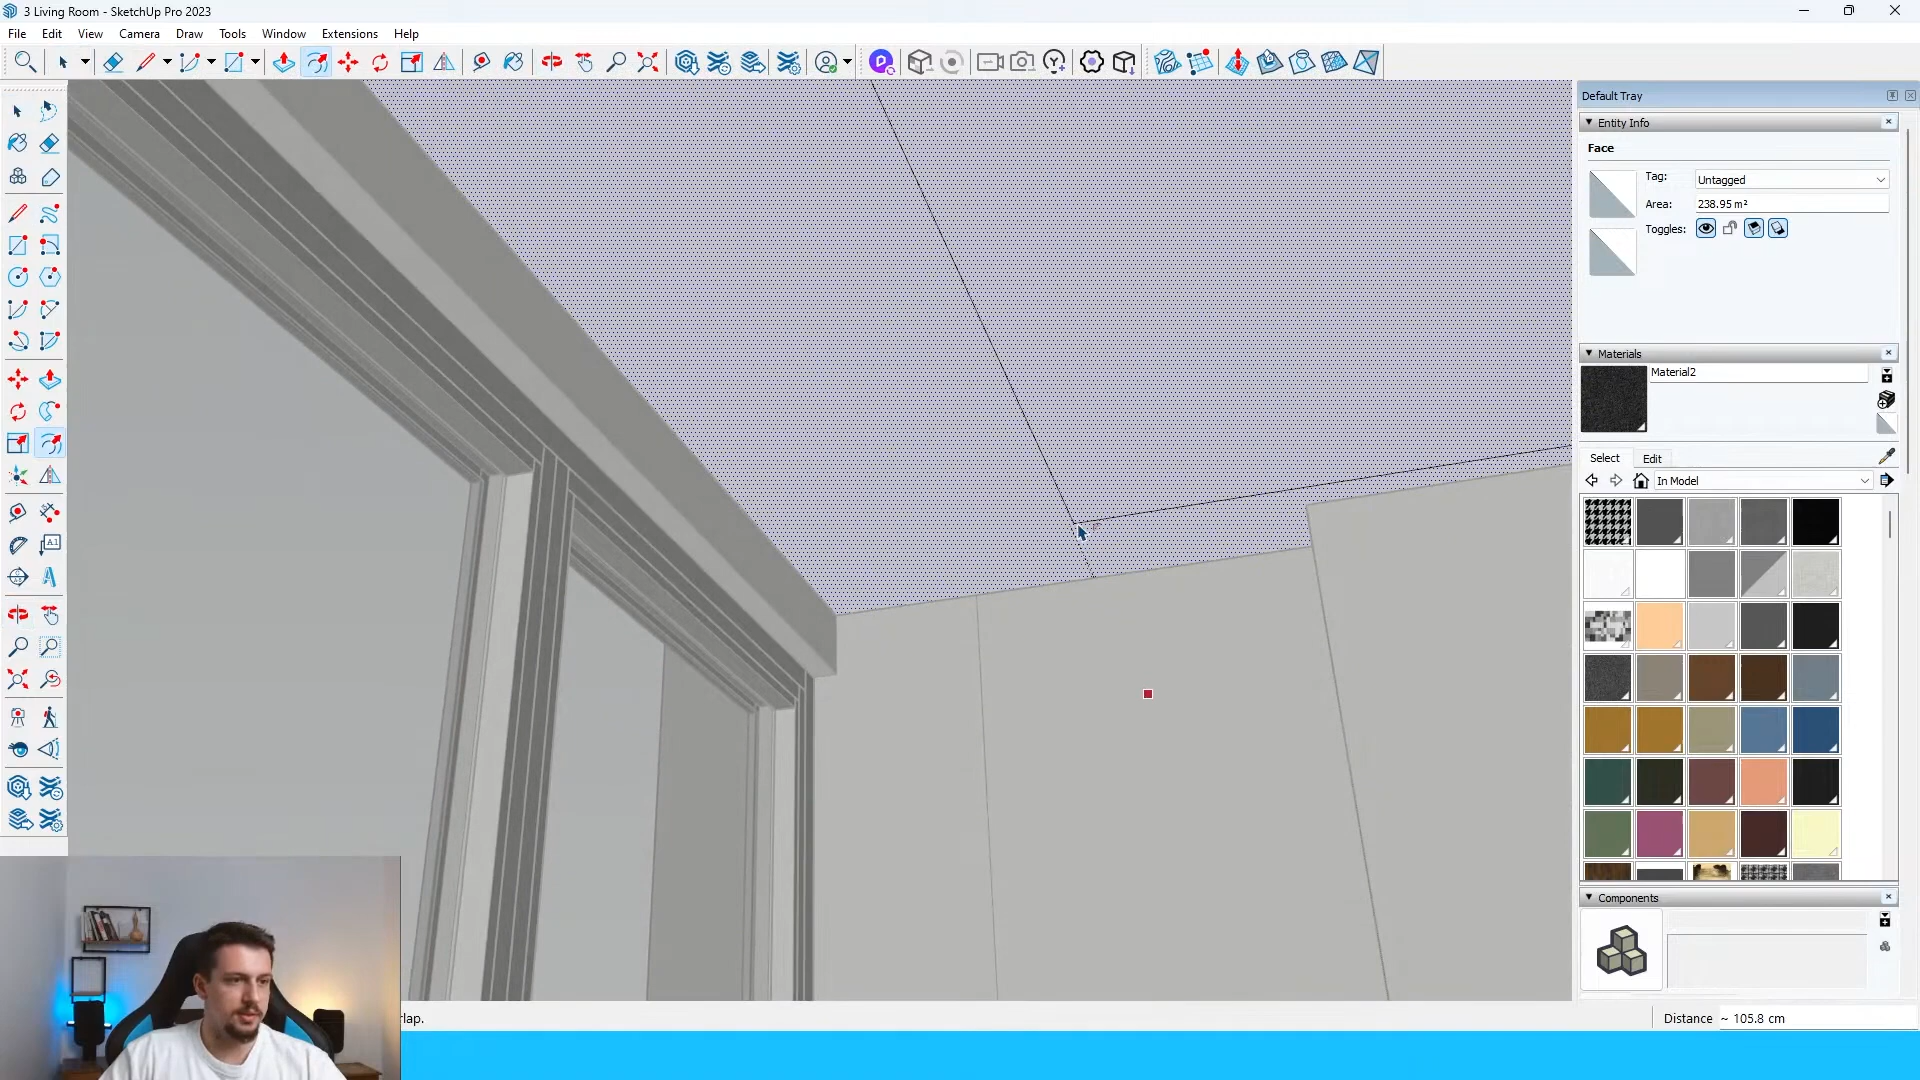 3 Living Room - SketchUp Pro 2023
File Edit View Camera Draw Tools Window Extensions Help
Default Tray
Entity Info
Face
Tag: Untagged
Area: 238.95 m²
Toggles:
Materials
Material2
Select Edit
In Model
Components
rlap.
Distance ~ 105.8 cm